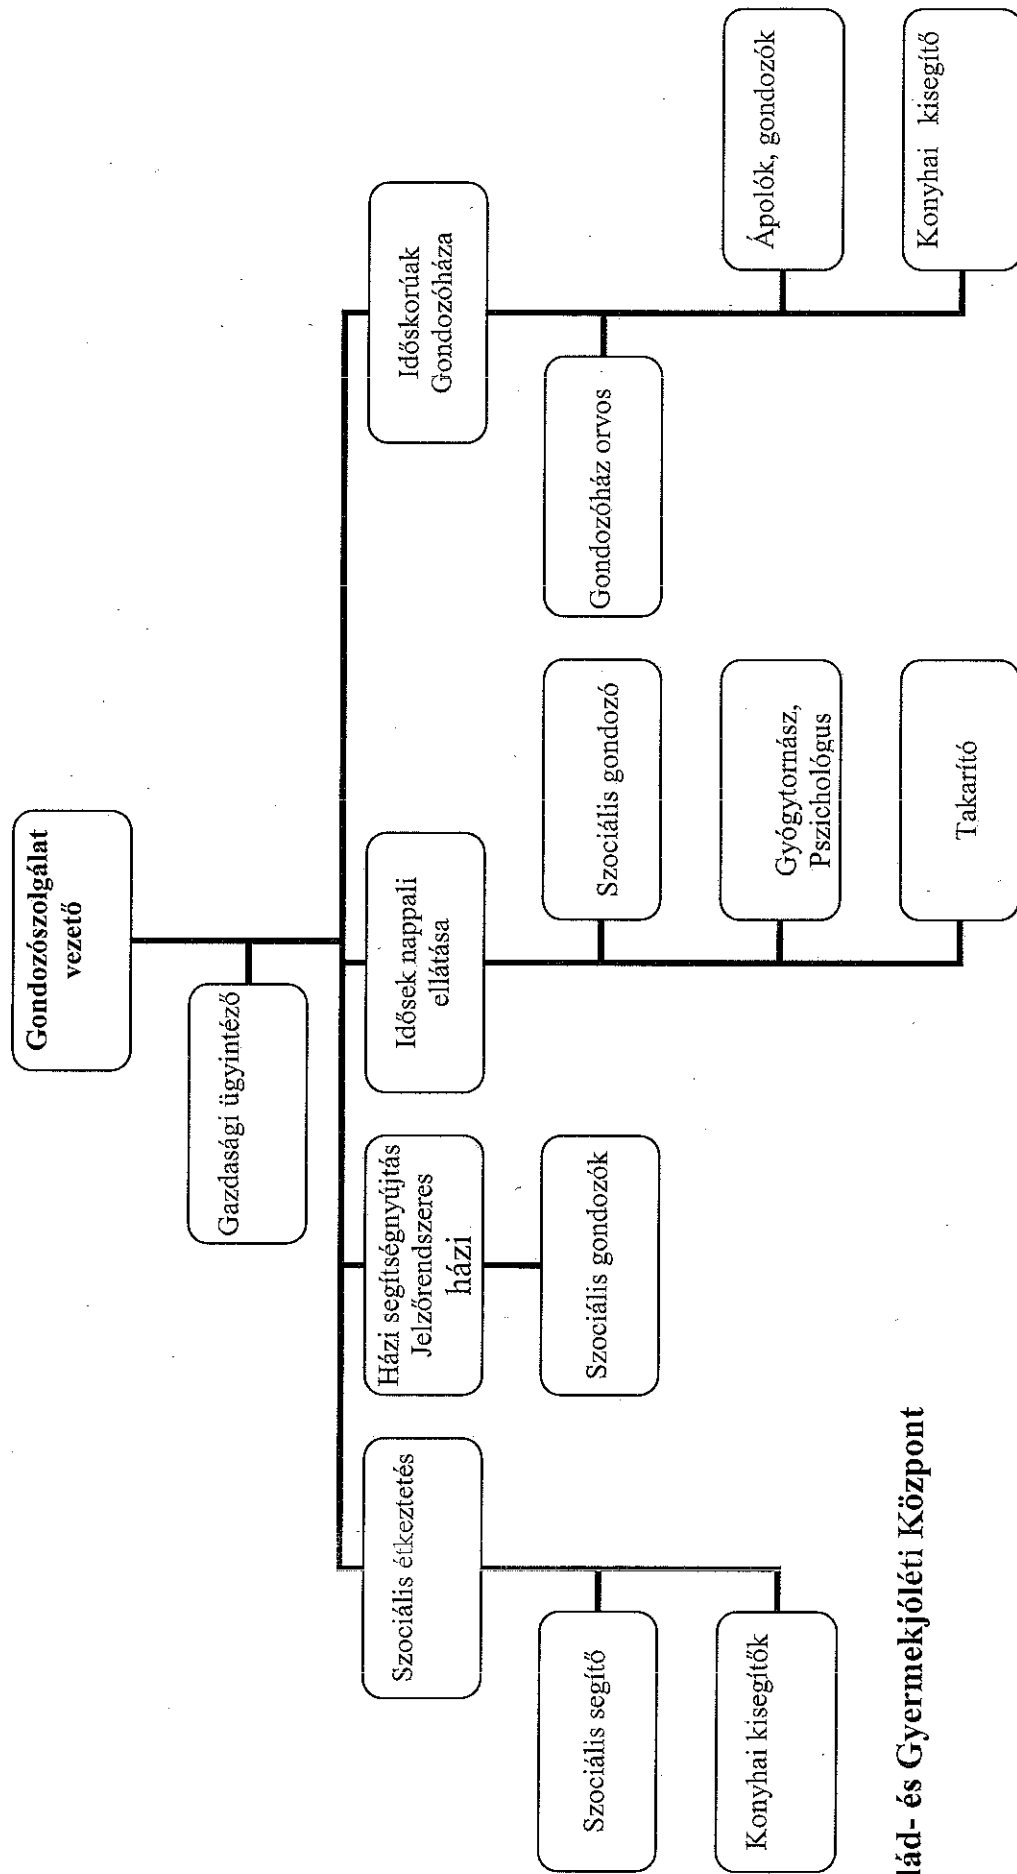 Gondozószolgálat
vezető
Gazdasági ügyintéző
Szociális étkeztetés
Házi segítségnyújtás
Jelzőrendszeres
házi
Idősek nappali
ellátása
Időskorúak
Gondozóháza
Szociális segítő
Konyhai kisegítők
Szociális gondozók
Szociális gondozó
Gyógytornász,
Pszichológus
Takarító
Gondozóház orvos
Ápolók, gondozók
Konyhai kisegítő
lád- és Gyermekjóléti Központ